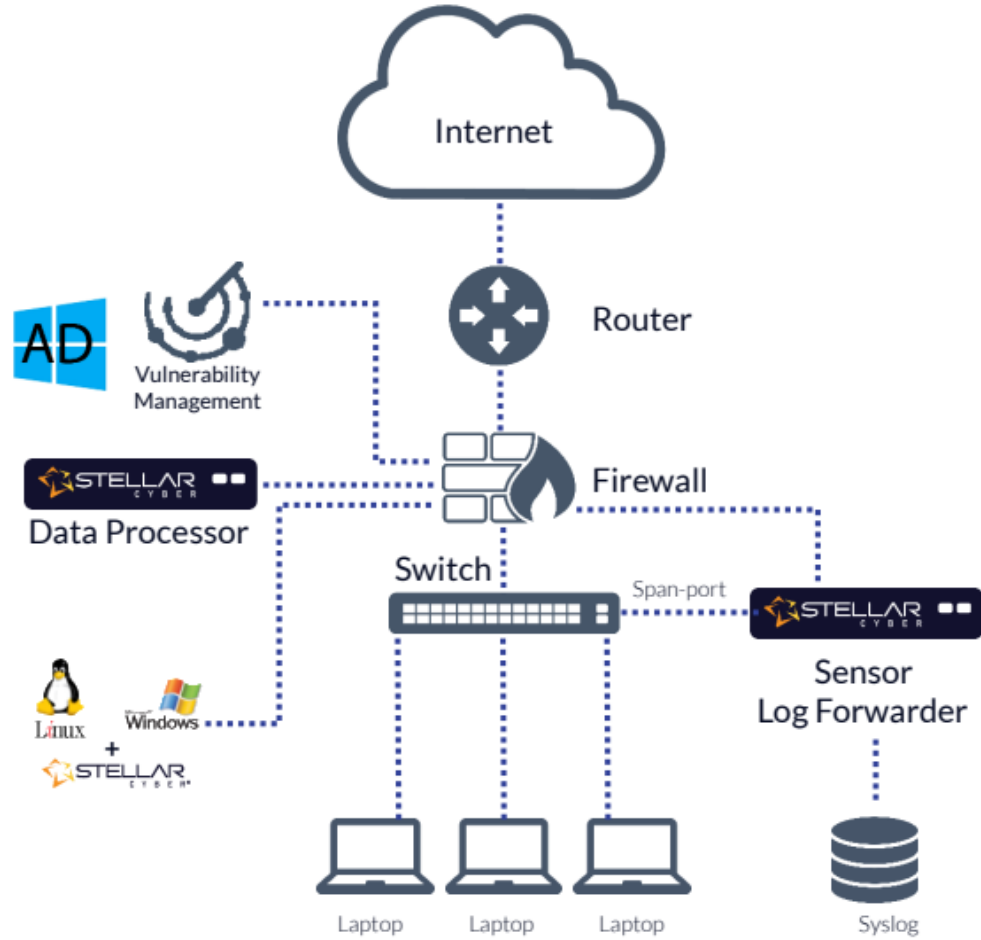 Internet
Router
AD
Vulnerability
Management
STELLAR
CYBER
Data Processor
Firewall
Switch
Span-port
STELLAR
CYBER
Sensor
Log Forwarder
Linux
Microsoft
Windows
+
STELLAR
CYBER®
Laptop
Laptop
Laptop
Syslog